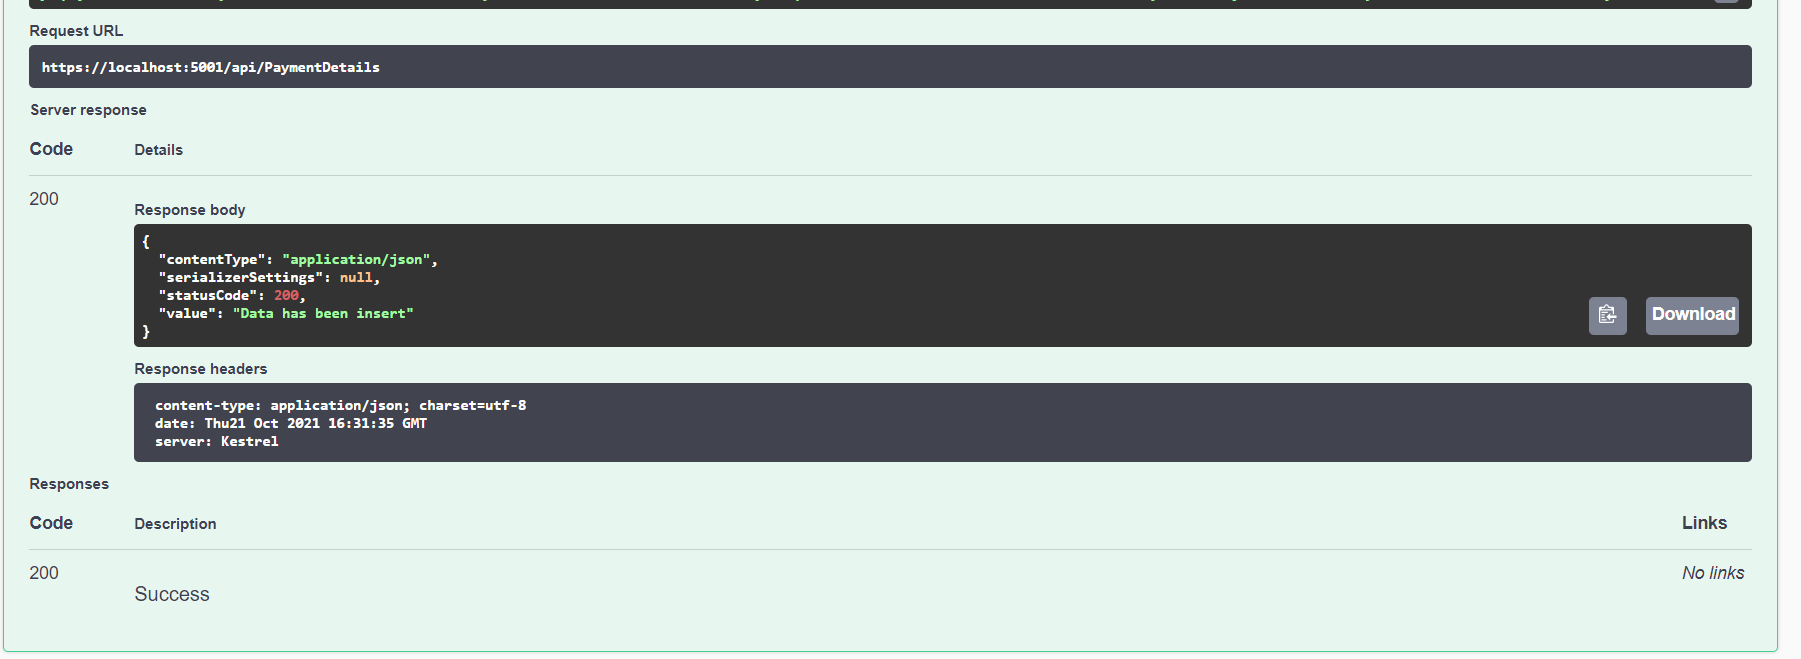 Request URL
https://localhost:5001/api/PaymentDetails
Server response
Code Details
200
Response body
{
"contentType": "application/json",
"serializerSettings": null,
"statusCode": 200,
"value": "Data has been insert"
}
Download
Response headers
content-type: application/json; charset=utf-8
date: Thu21 Oct 2021 16:31:35 GMT
server: Kestrel
Responses
Code Description Links
200 No links
Success